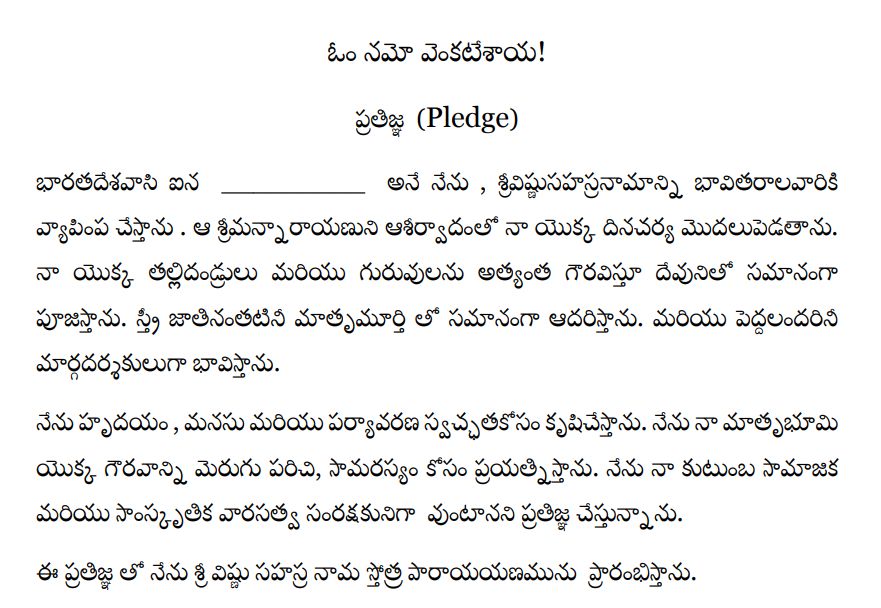 ఓం నమో వెంకటేశాయ!
ప్రతిజ్ఞ (Pledge)
భారతదేశవాసి ఐన ____________ అనే నేను , శ్రీవిష్ణుసహస్రనామాన్ని భావితరాలవారికి
వ్యాపింప చేస్తాను . ఆ శ్రీమన్నారాయణుని ఆశీర్వాదంలో నా యొక్క దినచర్య మొదలుపెడతాను.
నా యొక్క తల్లిదండ్రులు మరియు గురువులను అత్యంత గౌరవిస్తూ దేవునితో సమానంగా
పూజిస్తాను. స్త్రీ జాతినంతటినీ మాతృమూర్తి తో సమానంగా ఆదరిస్తాను. మరియు పెద్దలందరినీ
మార్గదర్శకులుగా భావిస్తాను.
నేను హృదయం , మనసు మరియు పర్యావరణ స్వచ్ఛతకోసం కృషిచేస్తాను. నేను నా మాతృభూమి
యొక్క గౌరవాన్ని మెరుగు పరిచి, సామరస్యం కోసం ప్రయత్నిస్తాను. నేను నా కుటుంబ సామాజిక
మరియు సాంస్కృతిక వారసత్వ సంరక్షకునిగా వుంటానని ప్రతిజ్ఞ చేస్తున్నాను.
ఈ ప్రతిజ్ఞ తో నేను శ్రీ విష్ణు సహస్ర నామ స్తోత్ర పారాయయణమును ప్రారంభిస్తాను.